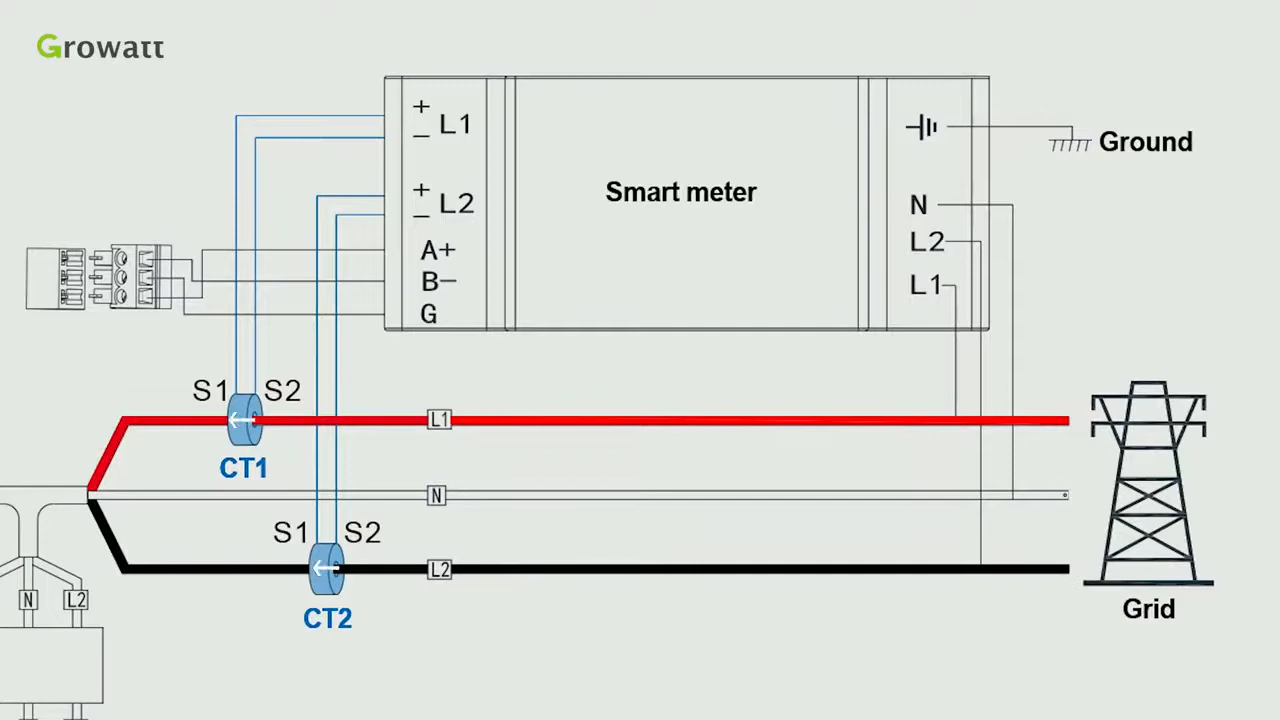 Growatt
+
− L1
+
− L2
A+
B−
G
Smart meter
Ground
N
L2
L1
S1 S2
CT1
L1
N
S1 S2
CT2
L2
N L2
Grid